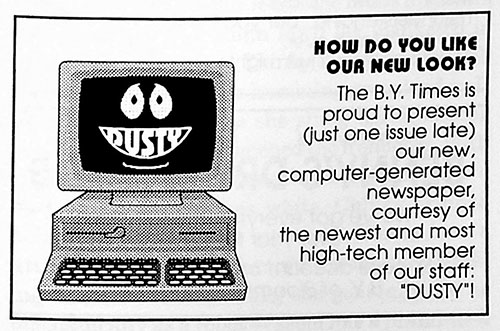 HOW DO YOU LIKE
OUR NEW LOOK?
The B.Y. Times is
proud to present
(just one issue late)
our new,
computer-generated
newspaper,
courtesy of
the newest and most
high-tech member
of our staff:
"DUSTY"!
DUSTY